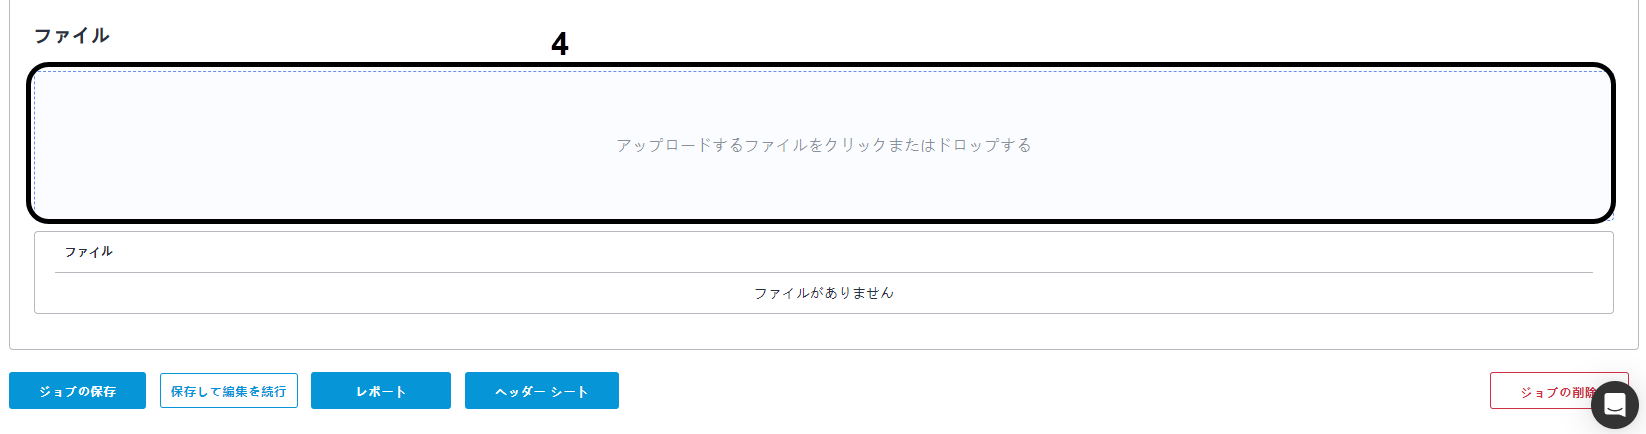 ファイル
4
アップロードするファイルをクリックまたはドロップする
ファイル
ファイルがありません
ジョブの保存
保存して編集を続行
レポート
ヘッダー シート
ジョブの削除